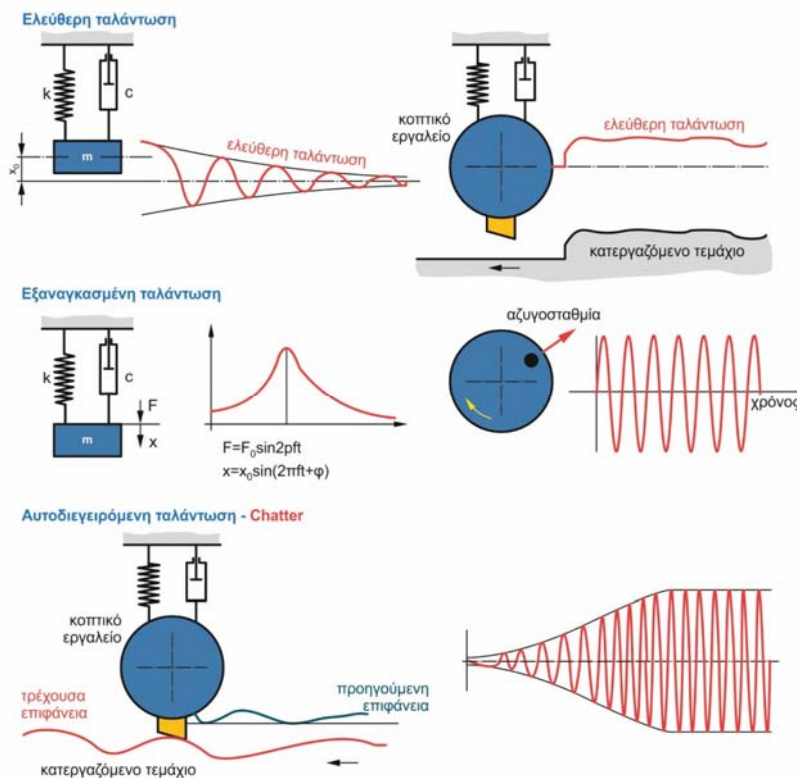 Ελεύθερη ταλάντωση
k
c
m
x₀
ελεύθερη ταλάντωση
κοπτικό
εργαλείο
ελεύθερη ταλάντωση
κατεργαζόμενο τεμάχιο
Εξαναγκασμένη ταλάντωση
k
c
F
m
x
F=F₀sin2pft
x=x₀sin(2πft+φ)
αζυγοσταθμία
χρόνος
Αυτοδιεγειρόμενη ταλάντωση - Chatter
κοπτικό
εργαλείο
τρέχουσα
επιφάνεια
προηγούμενη
επιφάνεια
κατεργαζόμενο τεμάχιο